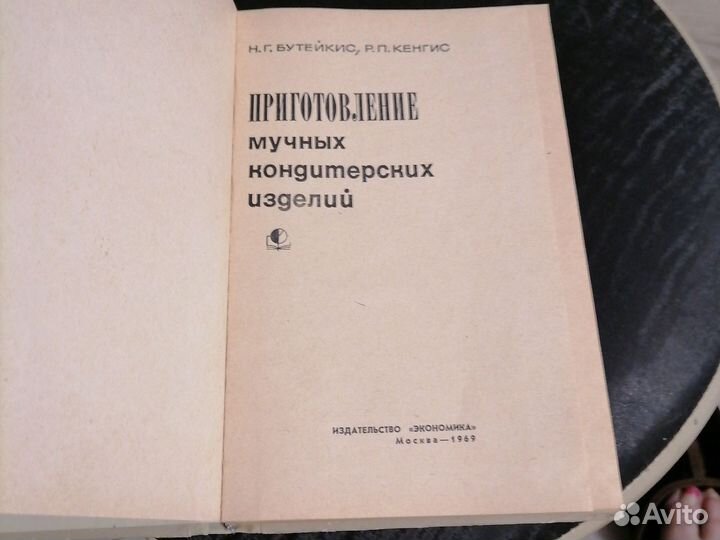 Н. Г. БУТЕЙКИС, Р. П. КЕНГИС
ПРИГОТОВЛЕНИЕ
мучных
кондитерских
изделий
ИЗДАТЕЛЬСТВО «ЭКОНОМИКА»
Москва — 1969
Avito